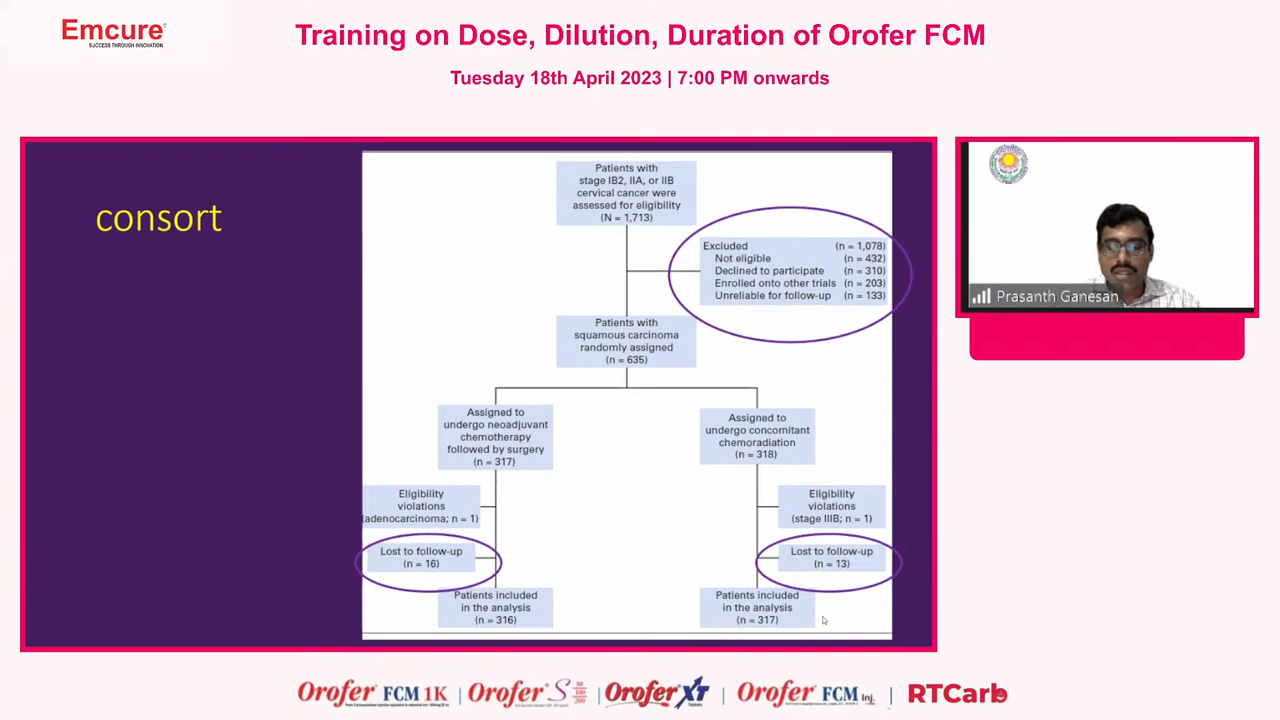 Emcure
SUCCESS THROUGH INNOVATION
Training on Dose, Dilution, Duration of Orofer FCM
Tuesday 18th April 2023 | 7:00 PM onwards
consort
Patients with
stage IB2, IIA, or IIB
cervical cancer were
assessed for eligibility
(N = 1,713)
Excluded (n = 1,078)
Not eligible (n = 432)
Declined to participate (n = 310)
Enrolled onto other trials (n = 203)
Unreliable for follow-up (n = 133)
Patients with
squamous carcinoma
randomly assigned
(n = 635)
Assigned to
undergo neoadjuvant
chemotherapy
followed by surgery
(n = 317)
Assigned to
undergo concomitant
chemoradiation
(n = 318)
Eligibility
violations
(adenocarcinoma; n = 1)
Eligibility
violations
(stage IIIB; n = 1)
Lost to follow-up
(n = 16)
Lost to follow-up
(n = 13)
Patients included
in the analysis
(n = 316)
Patients included
in the analysis
(n = 317)
Prasanth Ganesan
Orofer FCM 1K | Orofer S 50 100 200 | Orofer XT Tablets | Orofer FCM Inj. | RTCarb